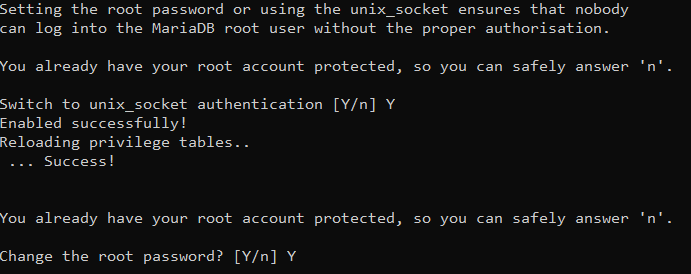 Setting the root password or using the unix_socket ensures that nobody
can log into the MariaDB root user without the proper authorisation.
You already have your root account protected, so you can safely answer 'n'.
Switch to unix_socket authentication [Y/n] Y
Enabled successfully!
Reloading privilege tables..
... Success!
You already have your root account protected, so you can safely answer 'n'.
Change the root password? [Y/n] Y